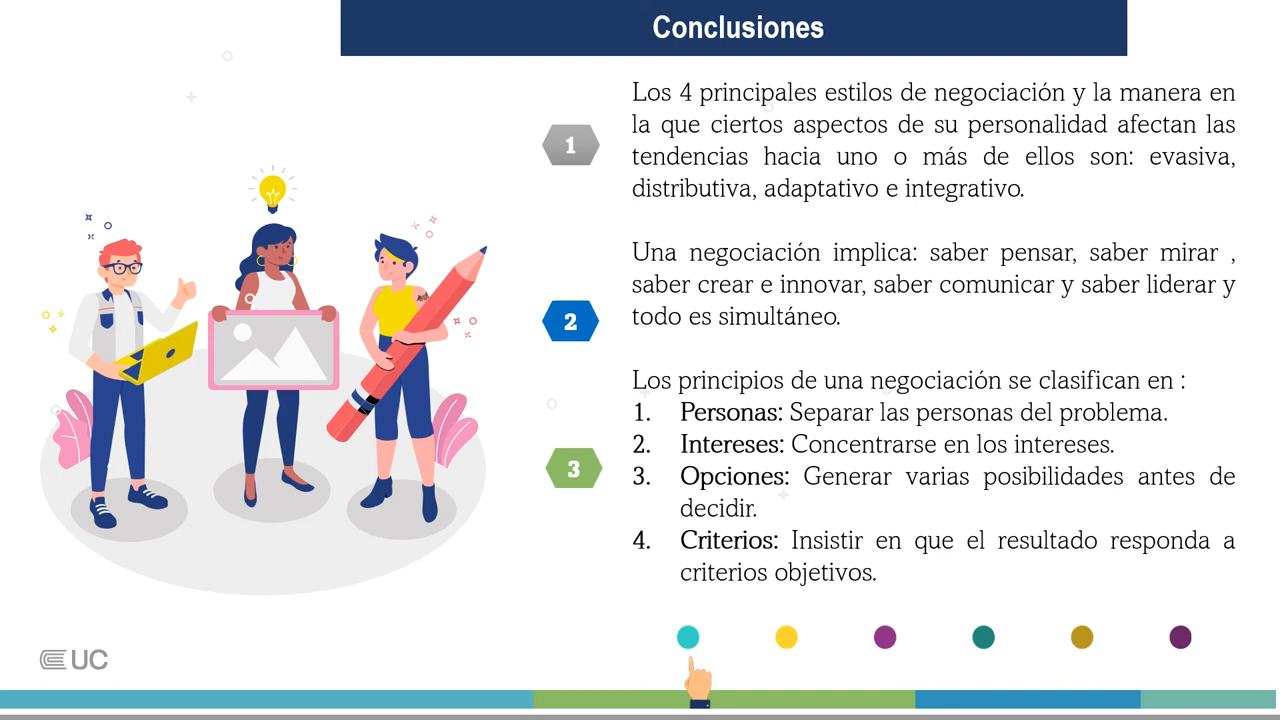 Conclusiones
1
Los 4 principales estilos de negociación y la manera en
la que ciertos aspectos de su personalidad afectan las
tendencias hacia uno o más de ellos son: evasiva,
distributiva, adaptativo e integrativo.
2
Una negociación implica: saber pensar, saber mirar ,
saber crear e innovar, saber comunicar y saber liderar y
todo es simultáneo.
3
Los principios de una negociación se clasifican en :
1. Personas: Separar las personas del problema.
2. Intereses: Concentrarse en los intereses.
3. Opciones: Generar varias posibilidades antes de
decidir.
4. Criterios: Insistir en que el resultado responda a
criterios objetivos.
UC